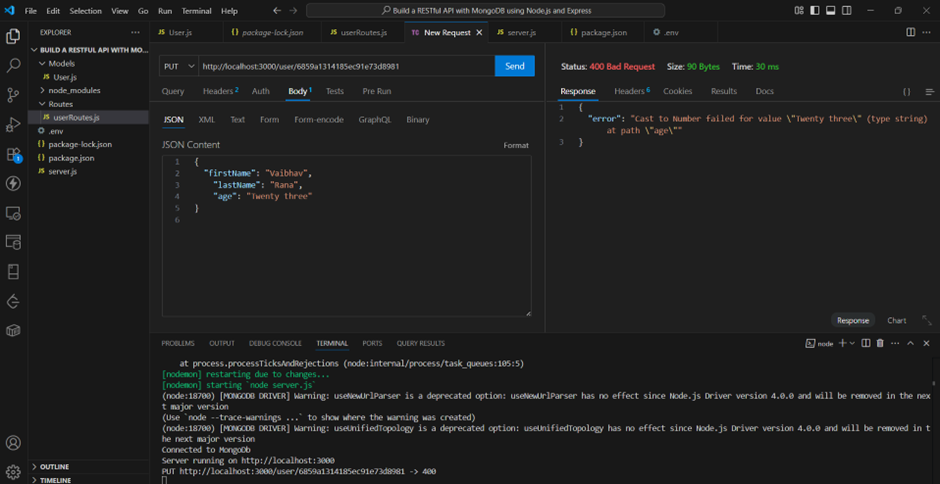 File Edit Selection View Go Run Terminal Help
Build a RESTful API with MongoDB using Node.js and Express
EXPLORER
BUILD A RESTFUL API WITH MO...
Models
JS User.js
node_modules
Routes
JS userRoutes.js
.env
{} package-lock.json
{} package.json
JS server.js
OUTLINE
TIMELINE
1
JS User.js {} package-lock.json JS userRoutes.js TC New Request JS server.js {} package.json .env
PUT http://localhost:3000/user/6859a1314185ec91e73d8981 Send
Query Headers 2 Auth Body 1 Tests Pre Run
JSON XML Text Form Form-encode GraphQL Binary
JSON Content Format
1 {
2 "firstName": "Vaibhav",
3 "lastName": "Rana",
4 "age": "Twenty three"
5 }
6
Status: 400 Bad Request Size: 90 Bytes Time: 30 ms
Response Headers 6 Cookies Results Docs {}
1 {
2 "error": "Cast to Number failed for value \"Twenty three\" (type string)
at path \"age\""
3 }
Response Chart
PROBLEMS OUTPUT DEBUG CONSOLE TERMINAL PORTS QUERY RESULTS node
at process.processTicksAndRejections (node:internal/process/task_queues:105:5)
[nodemon] restarting due to changes...
[nodemon] starting `node server.js`
(node:18700) [MONGODB DRIVER] Warning: useNewUrlParser is a deprecated option: useNewUrlParser has no effect since Node.js Driver version 4.0.0 and will be removed in the nex
t major version
(Use `node --trace-warnings ...` to show where the warning was created)
(node:18700) [MONGODB DRIVER] Warning: useUnifiedTopology is a deprecated option: useUnifiedTopology has no effect since Node.js Driver version 4.0.0 and will be removed in t
he next major version
Connected to MongoDb
Server running on http://localhost:3000
PUT http://localhost:3000/user/6859a1314185ec91e73d8981 -> 400